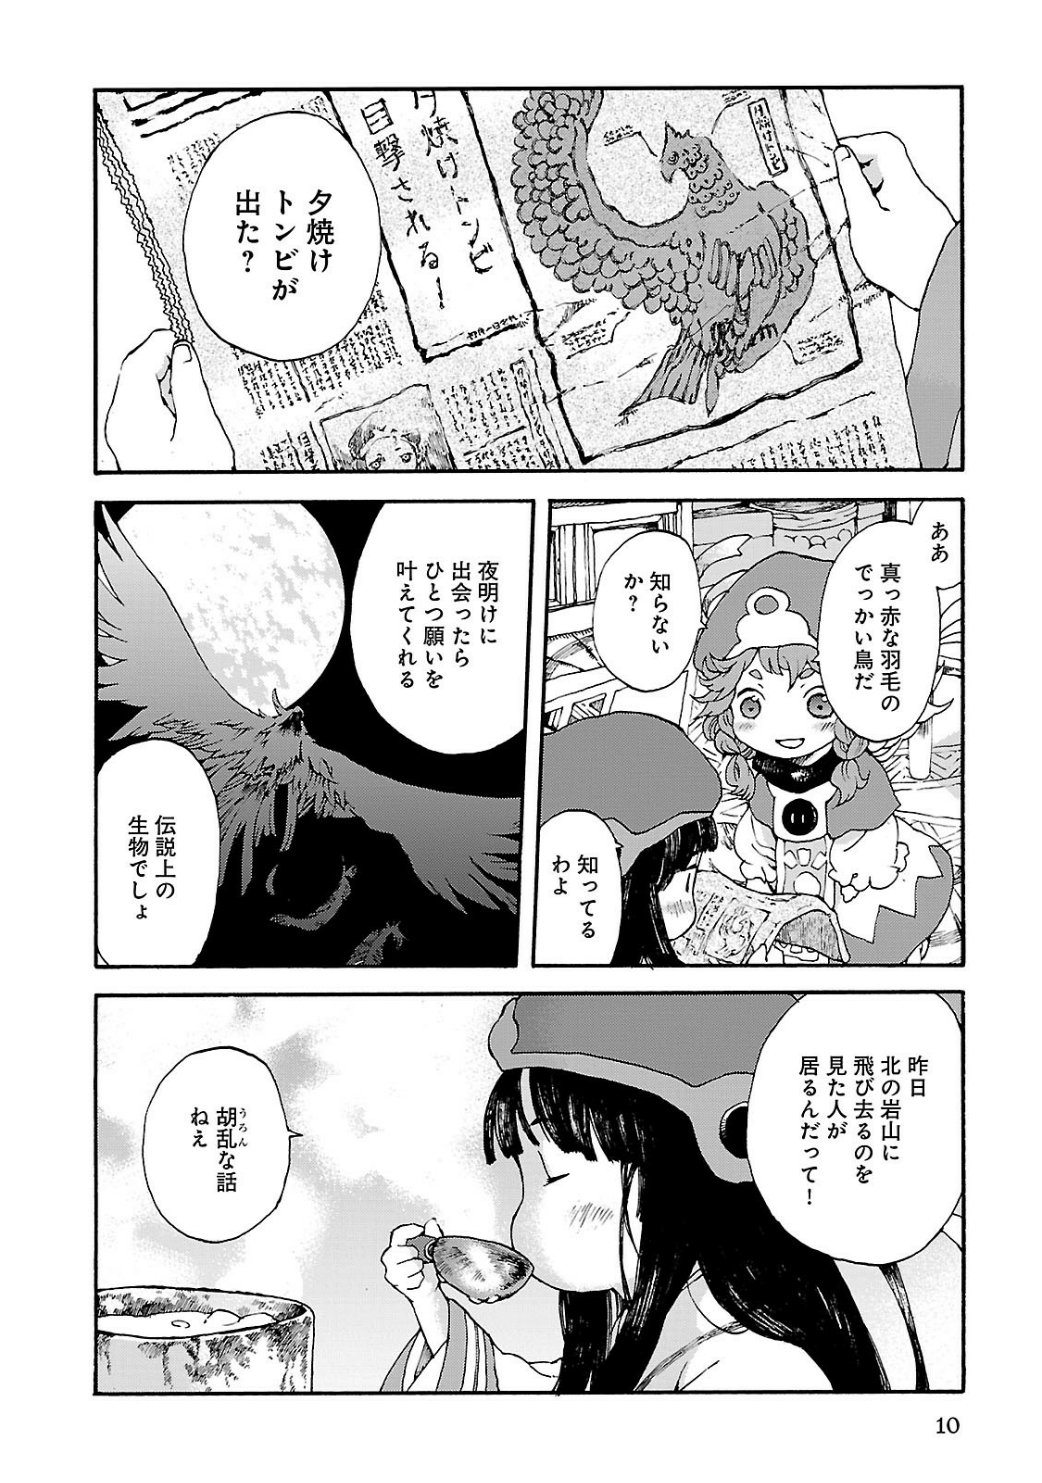 夕焼けトンビ
目撃される！
夕焼け
トンビが
出た？
ああ
真っ赤な羽毛の
でっかい鳥だ
知らない
か？
知ってる
わよ
夜明けに
出会ったら
ひとつ願いを
叶えてくれる
伝説上の
生物でしょ
昨日
北の岩山に
飛び去るのを
見た人が
居るんだって！
胡乱な話
うろん
ねぇ
10